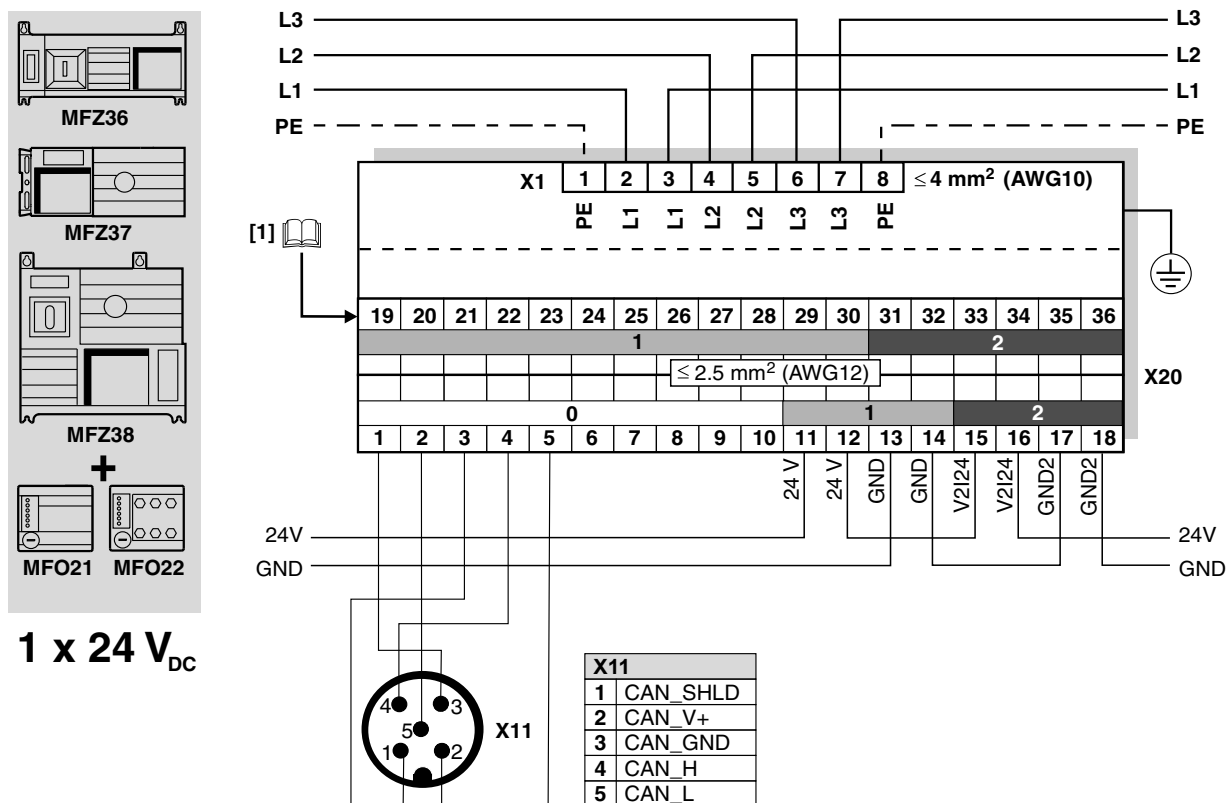 MFZ36
MFZ37
MFZ38
+
MFO21 MFO22
1 x 24 VDC
L3 L3
L2 L2
L1 L1
PE PE
X1 1 2 3 4 5 6 7 8 ≤ 4 mm² (AWG10)
PE L1 L1 L2 L2 L3 L3 PE
[1]
19 20 21 22 23 24 25 26 27 28 29 30 31 32 33 34 35 36
1 2
≤ 2.5 mm² (AWG12)
X20
0 1 2
1 2 3 4 5 6 7 8 9 10 11 12 13 14 15 16 17 18
24 V 24 V GND GND V2I24 V2I24 GND2 GND2
24V 24V
GND GND
4 3
5
1 2
X11
X11
1 CAN_SHLD
2 CAN_V+
3 CAN_GND
4 CAN_H
5 CAN_L